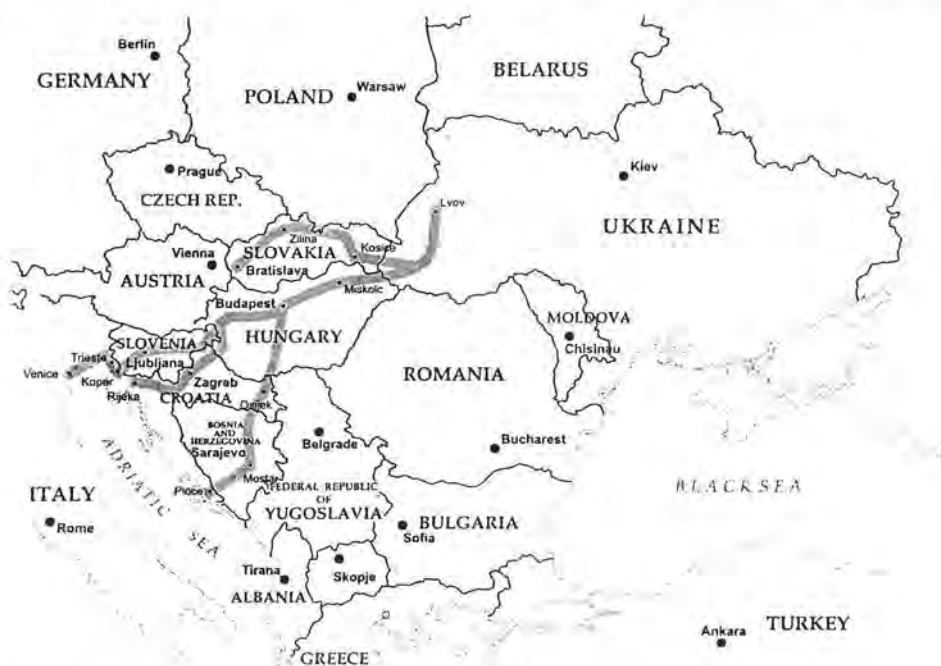 Berlin
GERMANY
BELARUS
POLAND
Warsaw
Prague
Kiev
CZECH REP.
Lvov
UKRAINE
Zilina
SLOVAKIA
Kosice
Vienna
Bratislava
AUSTRIA
Miskolc
Budapest
HUNGARY
MOLDOVA
SLOVENIA
Chisinau
Trieste
Ljubljana
Venice
Koper
Zagreb
ROMANIA
Rijeka
CROATIA
Osijek
BOSNIA
AND
HERZEGOVINA
Belgrade
Bucharest
Sarajevo
ADRIATIC SEA
Mostar
Ploce
FEDERAL REPUBLIC
OF
YUGOSLAVIA
BLACK SEA
ITALY
Rome
BULGARIA
Sofia
Tirana
Skopje
ALBANIA
TURKEY
Ankara
GREECE